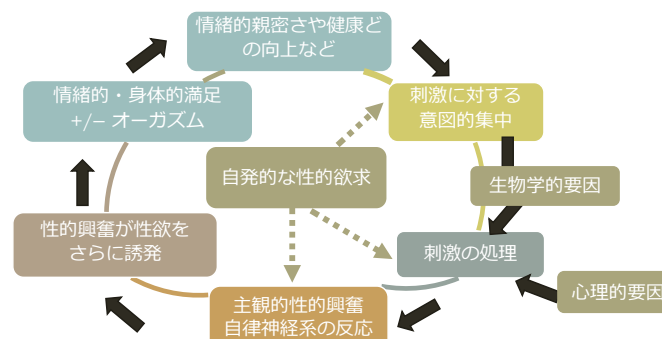 情緒的親密さや健康ど
の向上など
情緒的・身体的満足
+/− オーガズム
刺激に対する
意図的集中
自発的な性的欲求
生物学的要因
性的興奮が性欲を
さらに誘発
刺激の処理
心理的要因
主観的性的興奮
自律神経系の反応